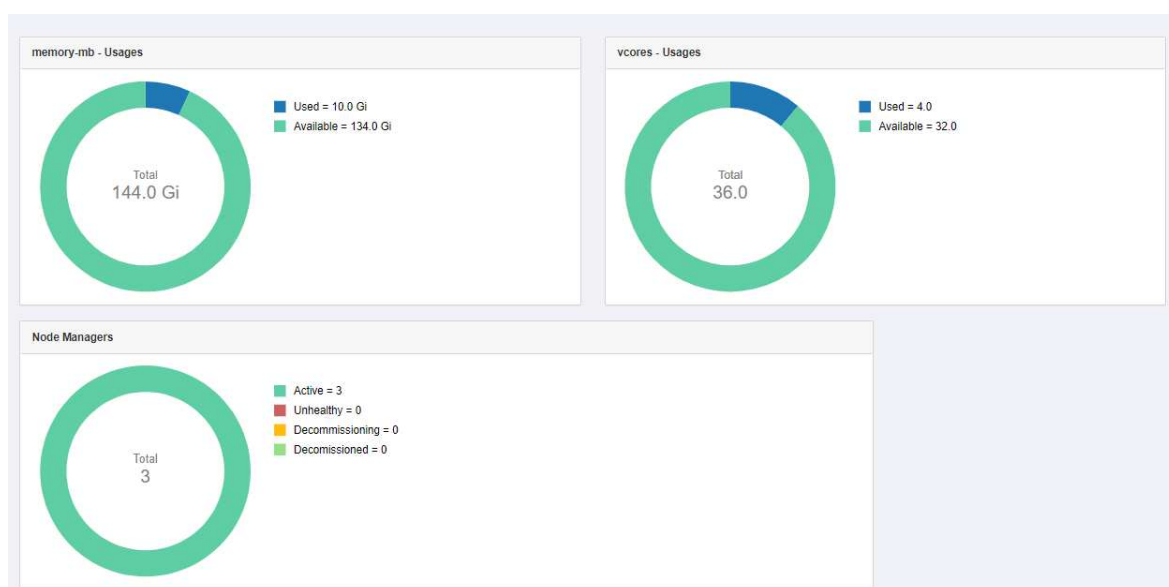 memory-mb - Usages
Used = 10.0 Gi
Available = 134.0 Gi
Total
144.0 Gi
vcores - Usages
Used = 4.0
Available = 32.0
Total
36.0
Node Managers
Active = 3
Unhealthy = 0
Decommissioning = 0
Decomissioned = 0
Total
3